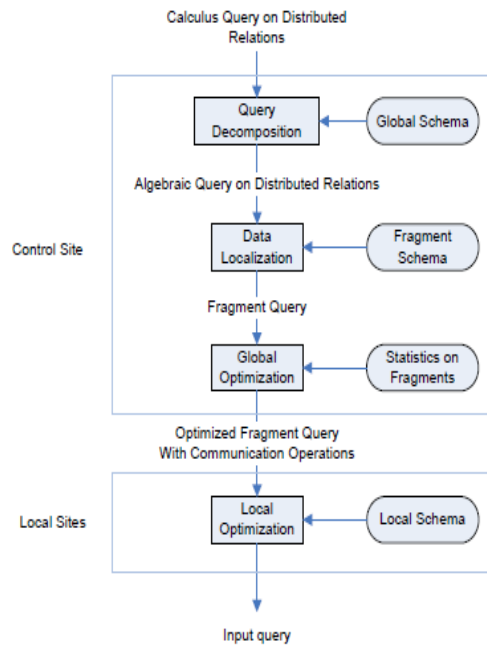 Calculus Query on Distributed
Relations
Query
Decomposition
Global Schema
Algebraic Query on Distributed Relations
Control Site
Data
Localization
Fragment
Schema
Fragment Query
Global
Optimization
Statistics on
Fragments
Optimized Fragment Query
With Communication Operations
Local Sites
Local
Optimization
Local Schema
Input query